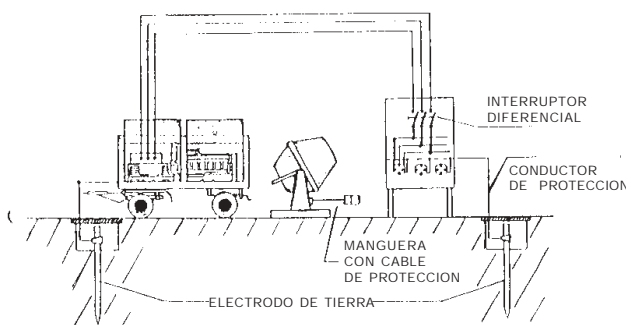 INTERRUPTOR
DIFERENCIAL
CONDUCTOR
DE PROTECCION
MANGUERA
CON CABLE
DE PROTECCION
ELECTRODO DE TIERRA